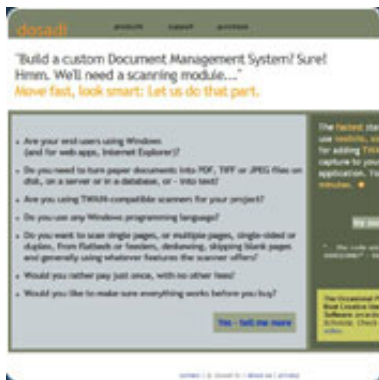 dosadi
products support purchase
"Build a custom Document Management System? Sure!
Hmm. We'll need a scanning module..."
Move fast, look smart: Let us do that part.
Are your end-users using Windows
(and for web apps, Internet Explorer)?
Do you need to turn paper documents into PDF, TIFF or JPEG files on
disk, on a server or in a database, or - into text?
Are you using TWAIN-compatible scanners for your project?
Do you use any Windows programming language?
Do you want to scan single pages, or multiple pages, single-sided or
duplex, from flatbeds or feeders, deskewing, skipping blank pages
and generally using whatever features the scanner offers?
Would you rather pay just once, with no other fees?
Would you like to make sure everything works before you buy?
Yes - tell me more
The fastest
use
for adding TWAIN
capture to your
application.
minutes.